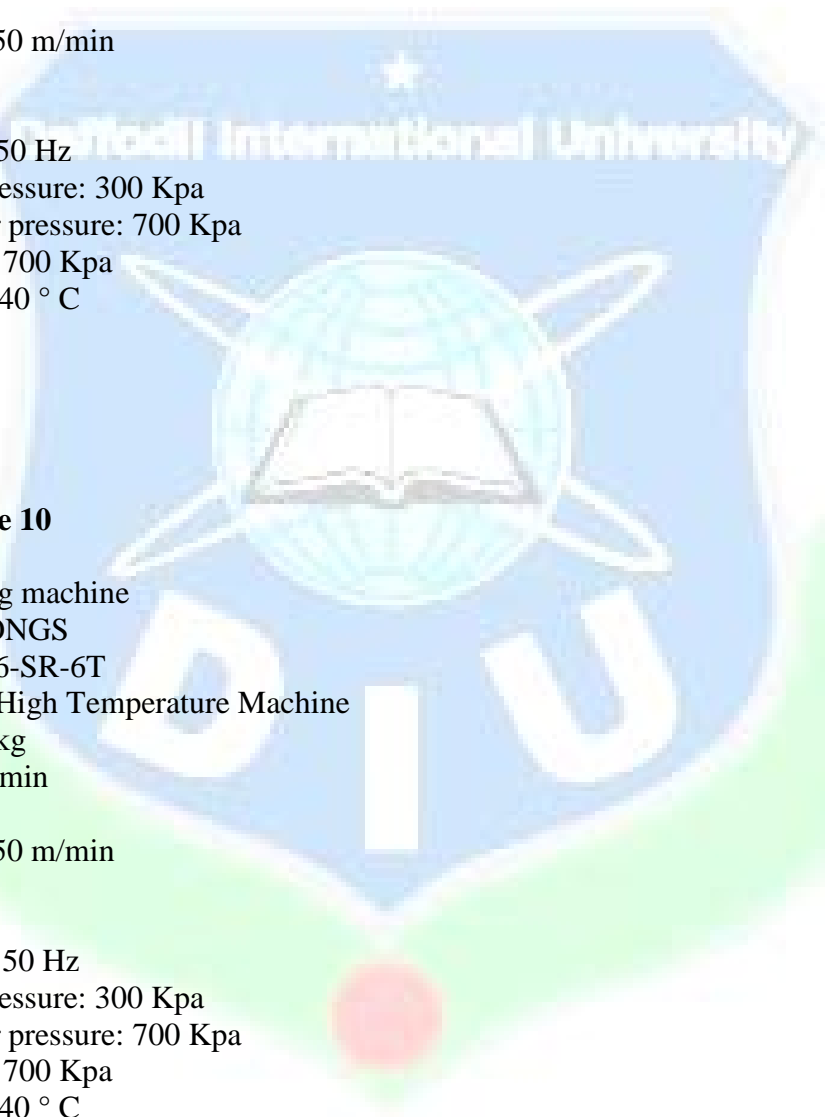 50 m/min
Daffodil International University
50 Hz
essure: 300 Kpa
r pressure: 700 Kpa
700 Kpa
40 ° C
e 10
g machine
ONGS
6-SR-6T
High Temperature Machine
kg
min
50 m/min
50 Hz
essure: 300 Kpa
r pressure: 700 Kpa
700 Kpa
40 ° C
D I U